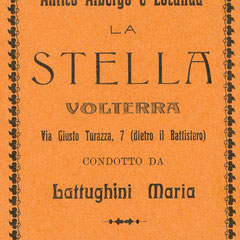 Antico Albergo e Locanda
LA
STELLA
VOLTERRA
Via Giusto Turazza, 7 (dietro il Battistero)
CONDOTTO DA
Lattughini Maria